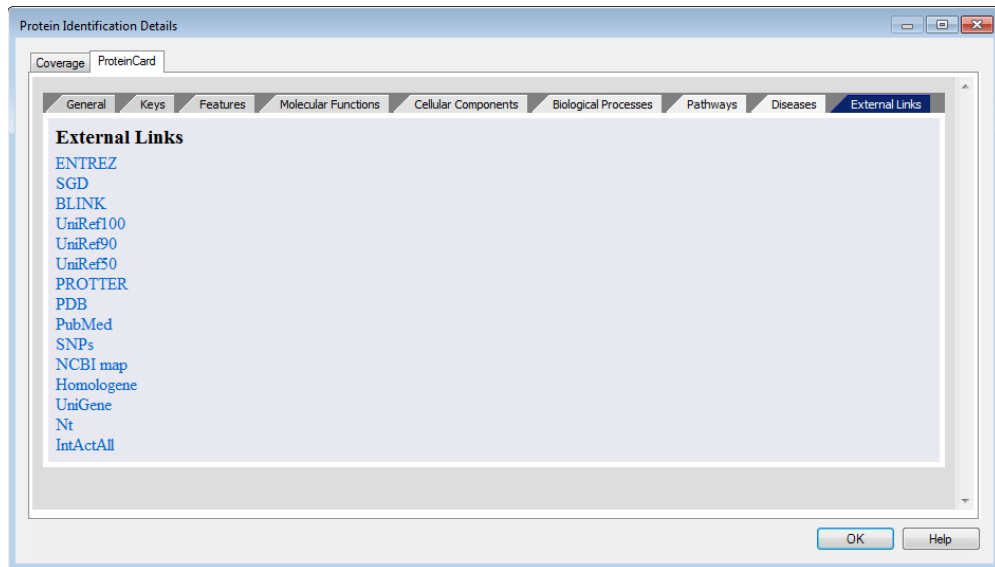 Protein Identification Details
Coverage ProteinCard
General Keys Features Molecular Functions Cellular Components Biological Processes Pathways Diseases External Links
External Links
ENTREZ
SGD
BLINK
UniRef100
UniRef90
UniRef50
PROTTER
PDB
PubMed
SNPs
NCBI map
Homologene
UniGene
Nt
IntActAll
OK Help